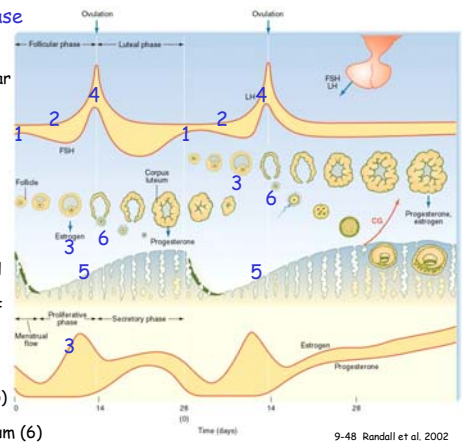 ase
Ovulation
Ovulation
Follicular phase
Luteal phase
ar
FSH
LH
4
LH
4
2
2
1
1
FSH
3
Follicle
Corpus
luteum
6
6
CG
Estrogen
Progesterone
Progesterone,
estrogen
3
5
5
Proliferative
phase
Secretory phase
Menstrual
flow
3
Estrogen
Progesterone
)
m (6)
0
14
28
(0)
14
28
Time (days)
9-48 Randall et al. 2002